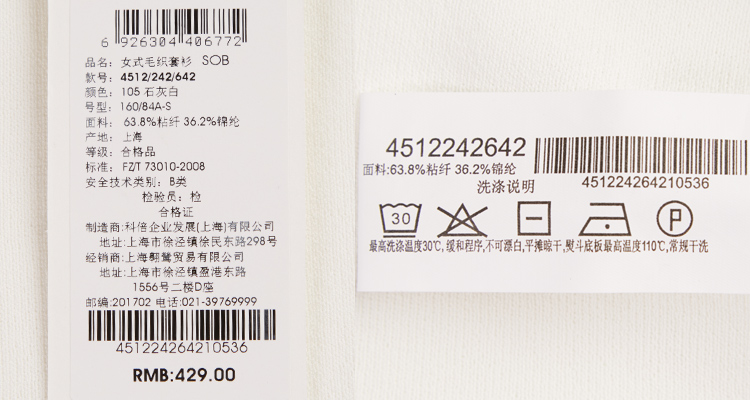 6 926304 406772
品名: 女式毛织套衫 SOB
款号: 4512/242/642
颜色: 105 石灰白
号型: 160/84A-S
面料: 63.8%粘纤 36.2%锦纶
产地: 上海
等级: 合格品
标准: FZ/T 73010-2008
安全技术类别: B类
检验员: 检
合格证
制造商:科倍企业发展(上海)有限公司
地址:上海市徐泾镇徐民东路298号
经销商:上海翱鸶贸易有限公司
地址:上海市徐泾镇盈港东路
1556号二楼D座
邮编:201702 电话:021-39769999
451224264210536
RMB:429.00
4512242642
面料:63.8%粘纤 36.2%锦纶
451224264210536
洗涤说明
30
P
最高洗涤温度30℃, 缓和程序,不可漂白,平摊晾干,熨斗底板最高温度110℃,常规干洗